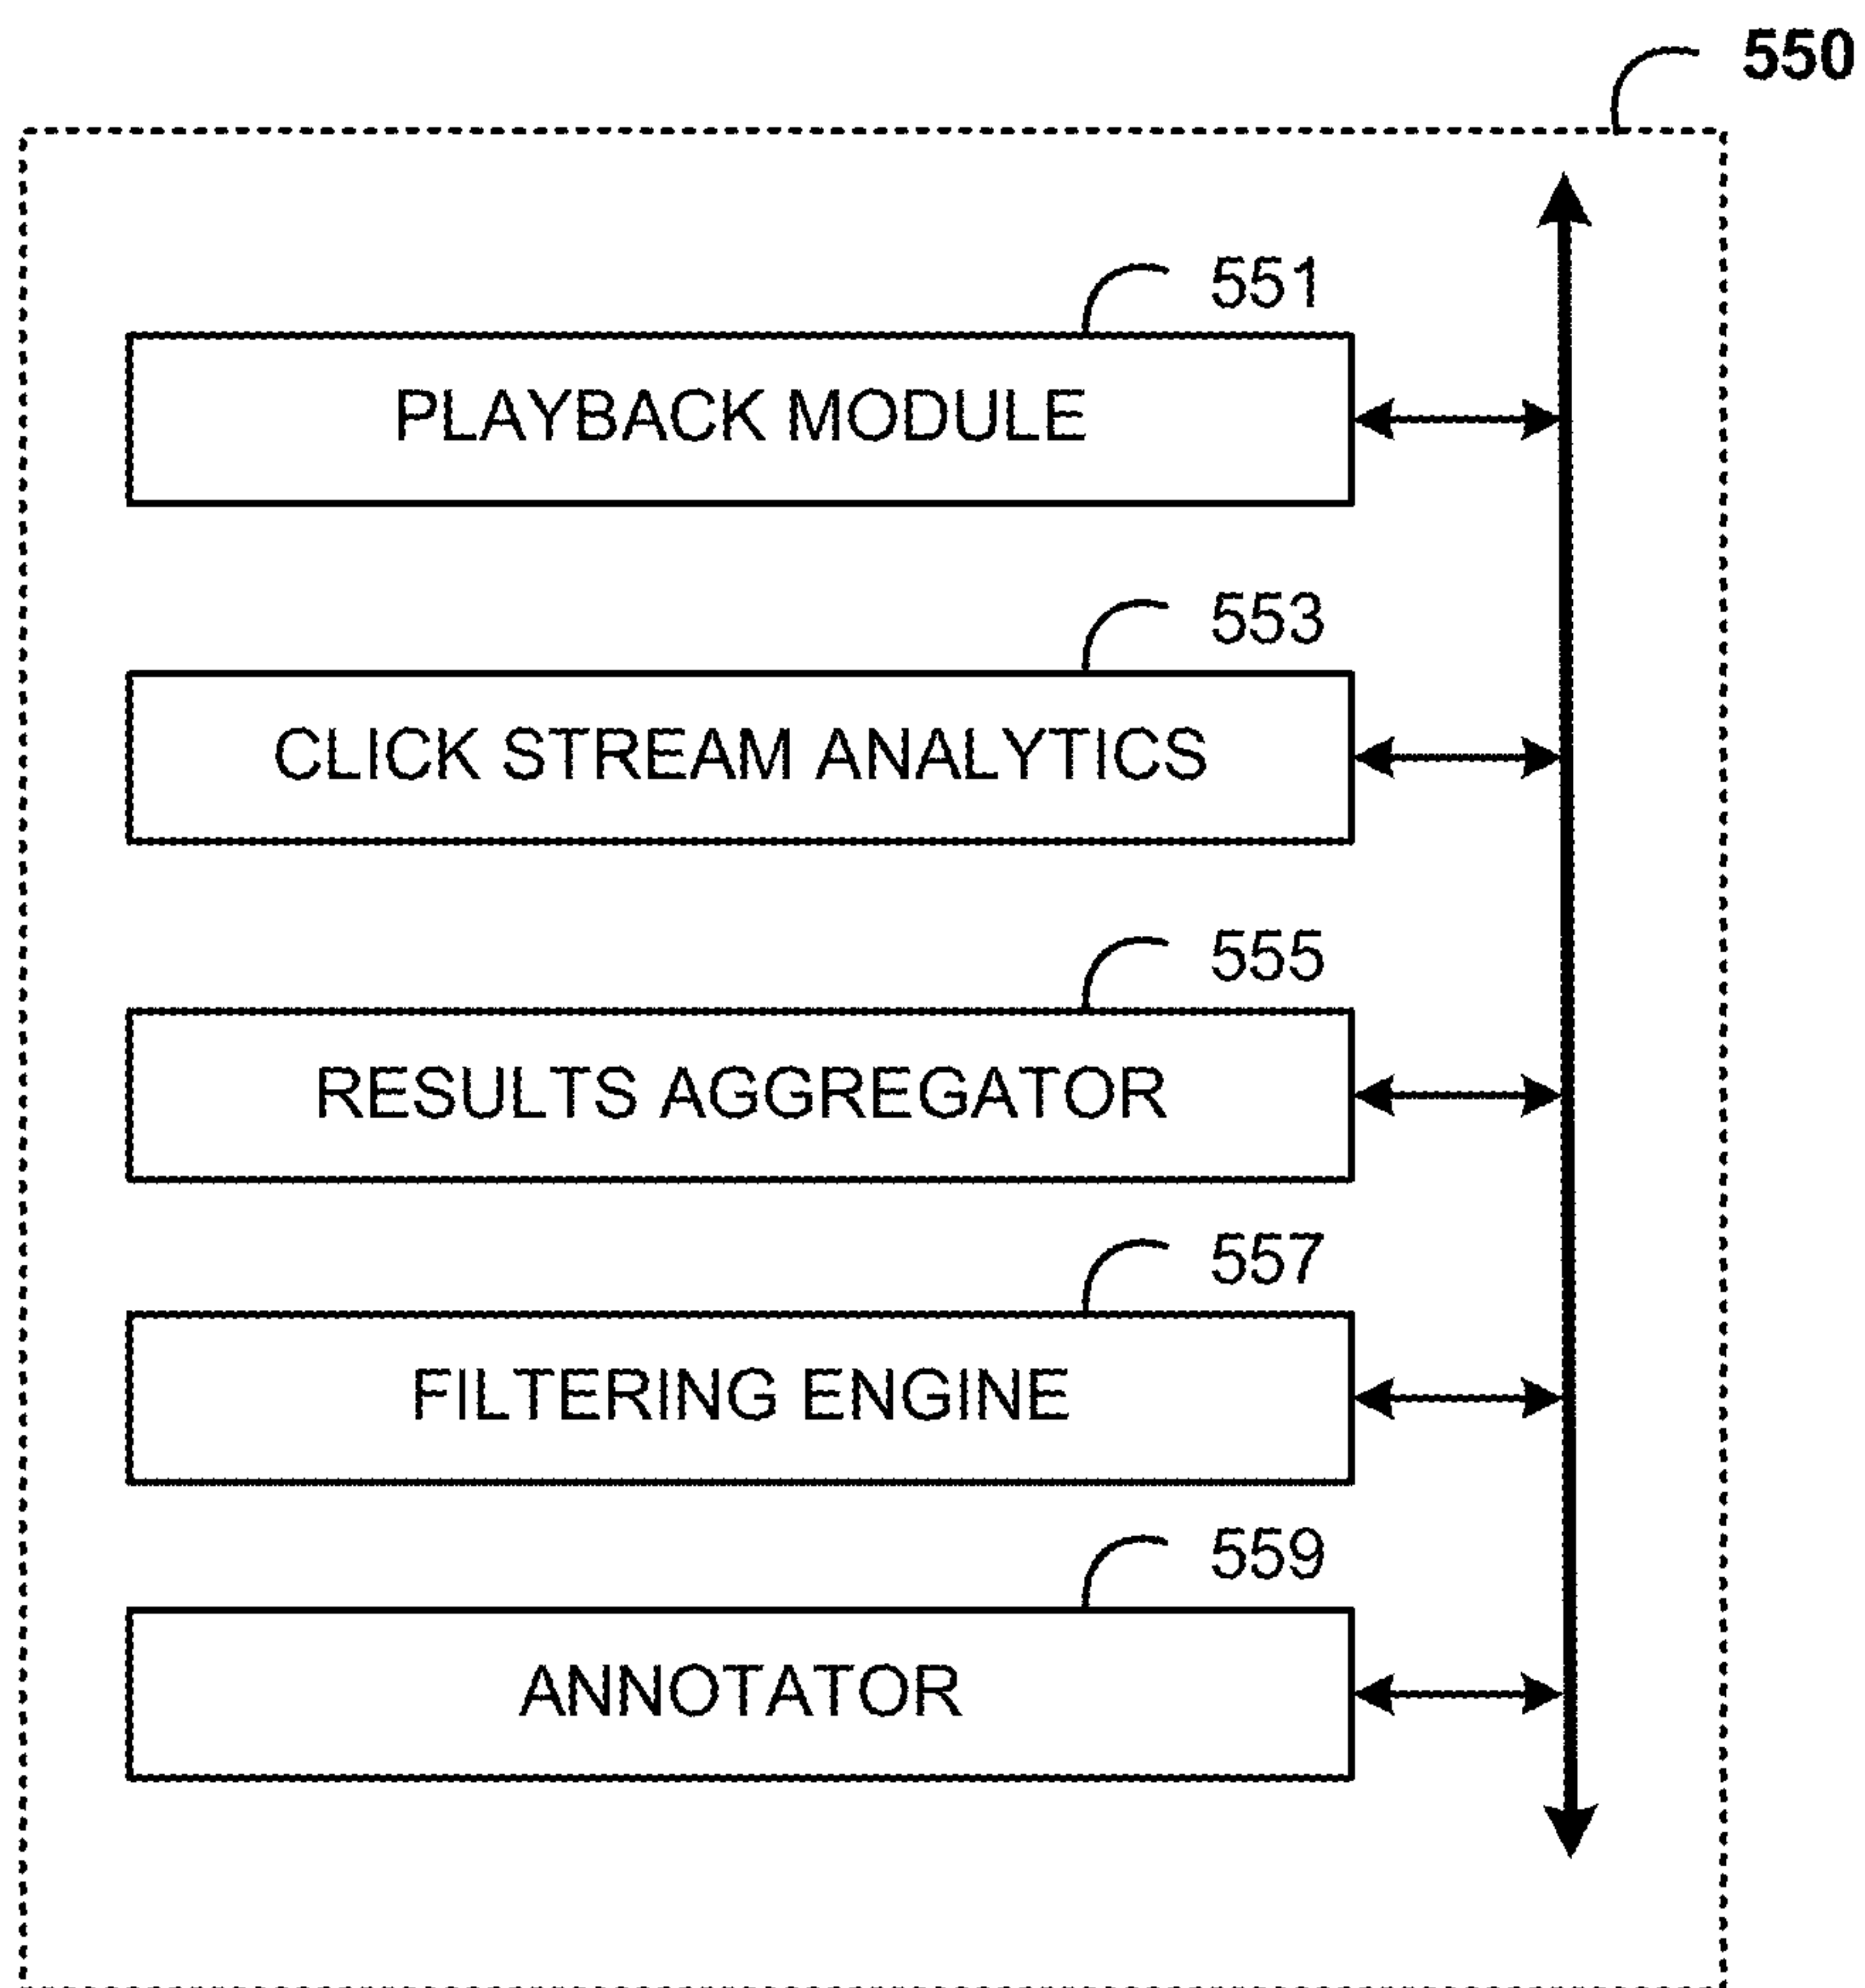 550
551
PLAYBACK MODULE
553
CLICK STREAM ANALYTICS
555
RESULTS AGGREGATOR
557
FILTERING ENGINE
559
ANNOTATOR